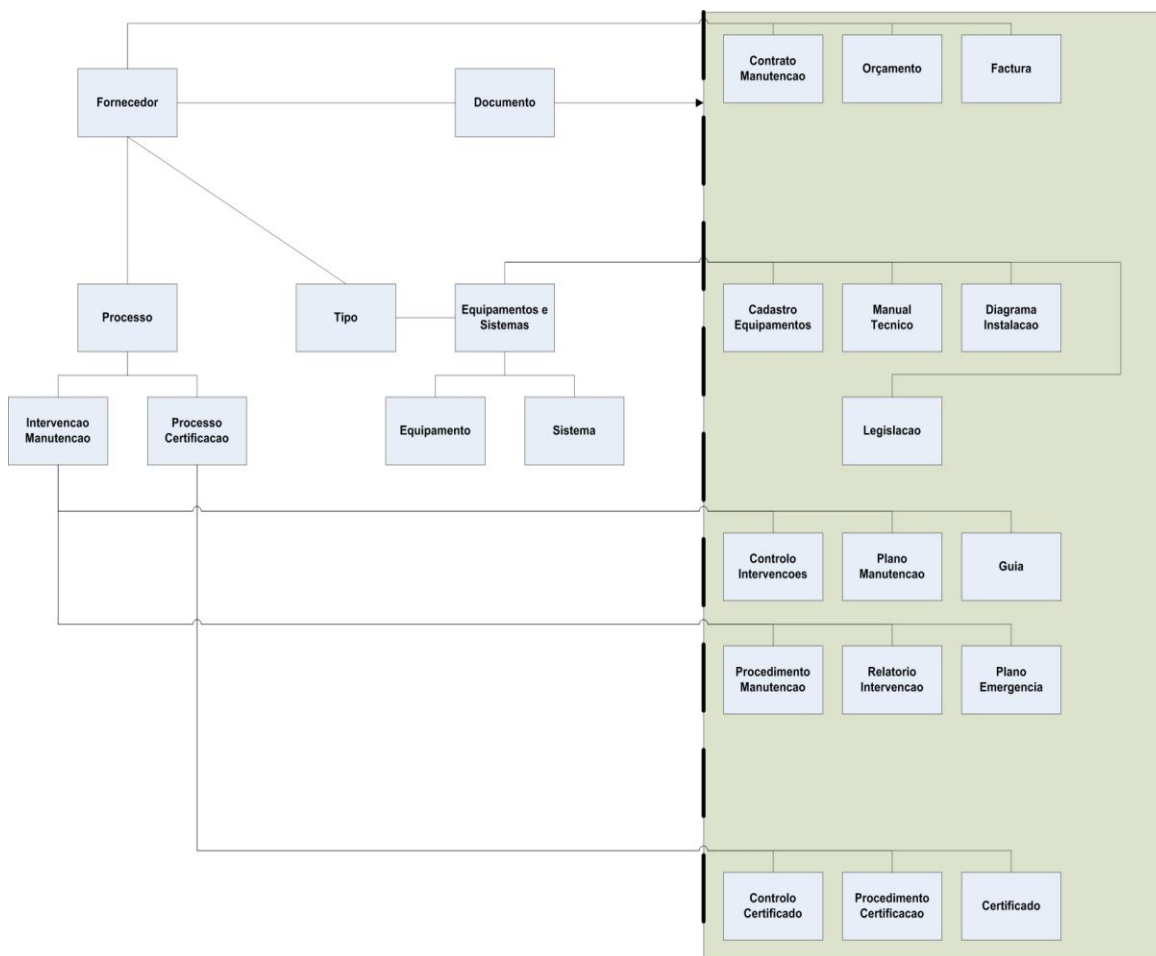 Contrato
Manutencao
Orçamento
Factura
Fornecedor
Documento
Processo
Tipo
Equipamentos e
Sistemas
Cadastro
Equipamentos
Manual
Tecnico
Diagrama
Instalacao
Intervencao
Manutencao
Processo
Certificacao
Equipamento
Sistema
Legislacao
Controlo
Intervencoes
Plano
Manutencao
Guia
Procedimento
Manutencao
Relatorio
Intervencao
Plano
Emergencia
Controlo
Certificado
Procedimento
Certificacao
Certificado